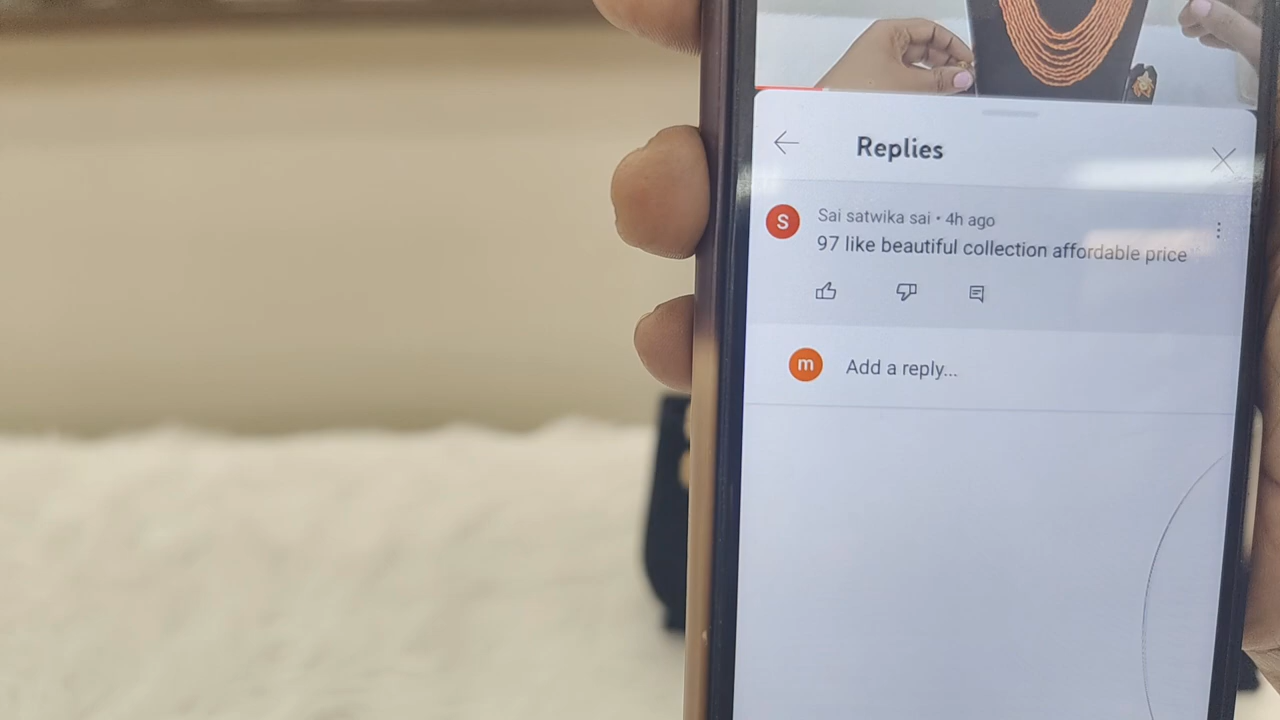 Replies
S
Sai satwika sai • 4h ago
97 like beautiful collection affordable price
m
Add a reply...